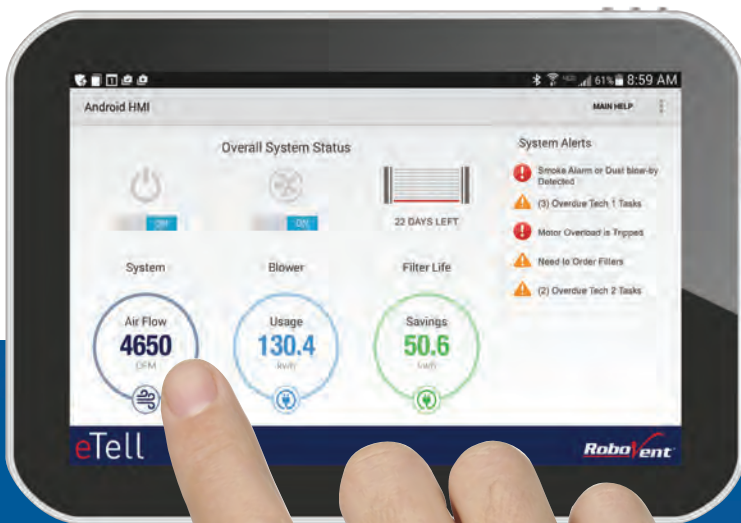 61% 8:59 AM
Android HMI
MAIN HELP
Overall System Status
System Alerts
Smoke Alarm or Dust blow-by
Detected
ON
ON
22 DAYS LEFT
(3) Overdue Tech 1 Tasks
Motor Overload is Tripped
System
Blower
Filter Life
Need to Order Filters
(2) Overdue Tech 2 Tasks
Air Flow
4650
CFM
Usage
130.4
kwh
Savings
50.6
kwh
eTell
RoboVent